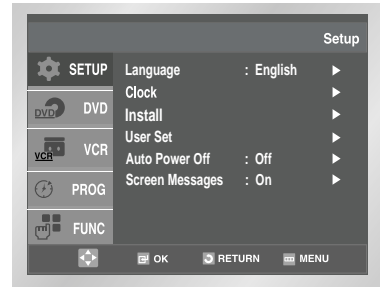 Setup
SETUP
Language : English ►
Clock ►
Install ►
User Set ►
Auto Power Off : Off ►
Screen Messages : On ►
DVD DVD
VCR VCR
PROG
FUNC
OK RETURN MENU